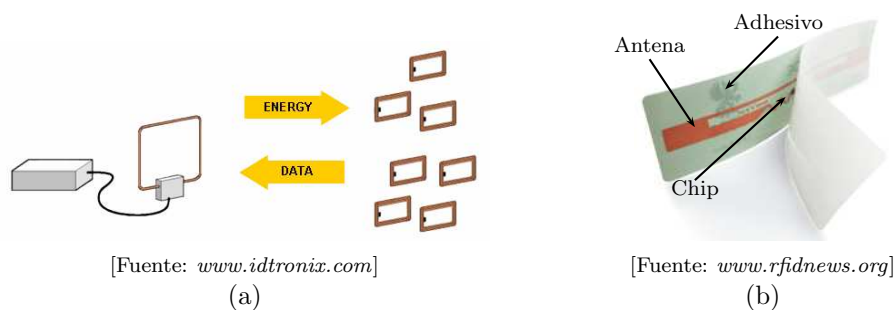 ENERGY
DATA
[Fuente: www.idtronix.com]
(a)
Adhesivo
Antena
Chip
[Fuente: www.rfidnews.org]
(b)